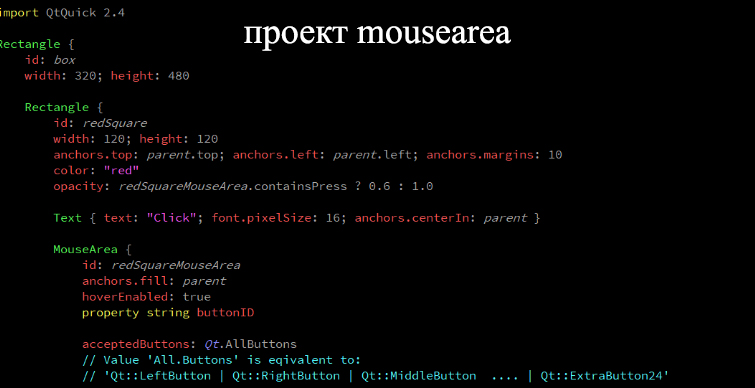 import QtQuick 2.4
проект mousearea
Rectangle {
id: box
width: 320; height: 480
Rectangle {
id: redSquare
width: 120; height: 120
anchors.top: parent.top; anchors.left: parent.left; anchors.margins: 10
color: "red"
opacity: redSquareMouseArea.containsPress ? 0.6 : 1.0
Text { text: "Click"; font.pixelSize: 16; anchors.centerIn: parent }
MouseArea {
id: redSquareMouseArea
anchors.fill: parent
hoverEnabled: true
property string buttonID
acceptedButtons: Qt.AllButtons
// Value 'All.Buttons' is eqivalent to:
// 'Qt::LeftButton | Qt::RightButton | Qt::MiddleButton .... | Qt::ExtraButton24'